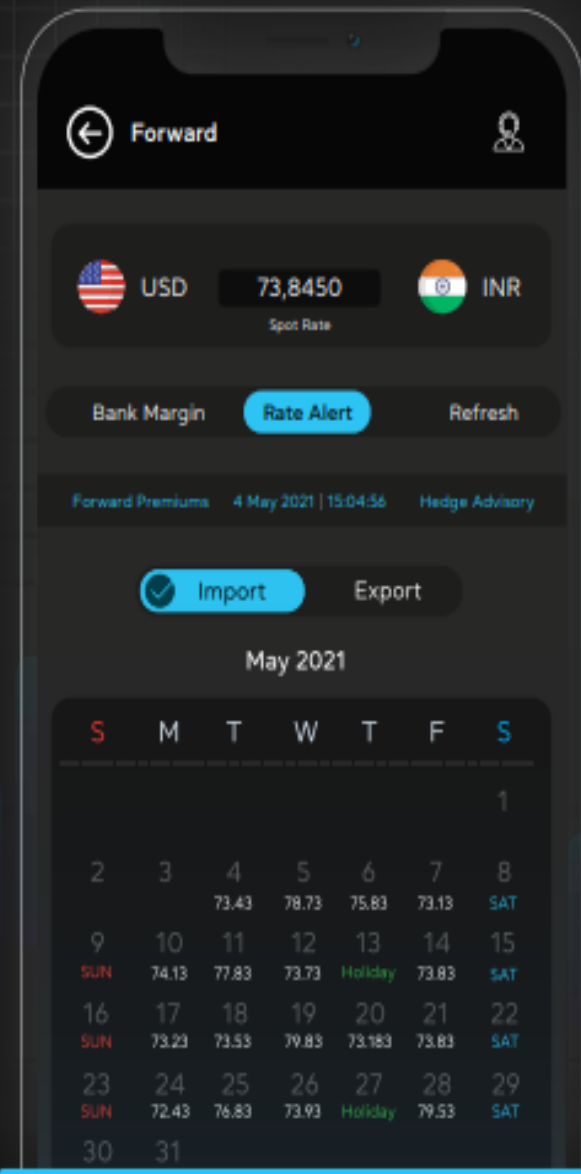 Forward
USD 73,8450 INR
Spot Rate
Bank Margin Rate Alert Refresh
Forward Premiums 4 May 2021 | 15:04:56 Hedge Advisory
Import Export
May 2021
S M T W T F S
1
2 3 4 5 6 7 8
73.43 78.73 75.83 73.13 SAT
9 10 11 12 13 14 15
SUN 74.13 77.83 73.73 Holiday 73.83 SAT
16 17 18 19 20 21 22
SUN 73.23 73.53 79.83 73.183 73.83 SAT
23 24 25 26 27 28 29
SUN 72.43 76.83 73.93 Holiday 79.53 SAT
30 31